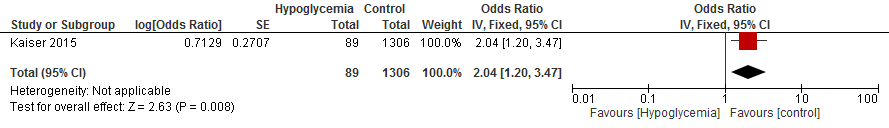 Hypoglycemia Control Odds Ratio Odds Ratio
Study or Subgroup log[Odds Ratio] SE Total Total Weight IV, Fixed, 95% CI IV, Fixed, 95% CI
Kaiser 2015 0.7129 0.2707 89 1306 100.0% 2.04 [1.20, 3.47]
Total (95% CI) 89 1306 100.0% 2.04 [1.20, 3.47]
Heterogeneity: Not applicable
Test for overall effect: Z = 2.63 (P = 0.008)
0.01 0.1 1 10 100
Favours [Hypoglycemia] Favours [control]